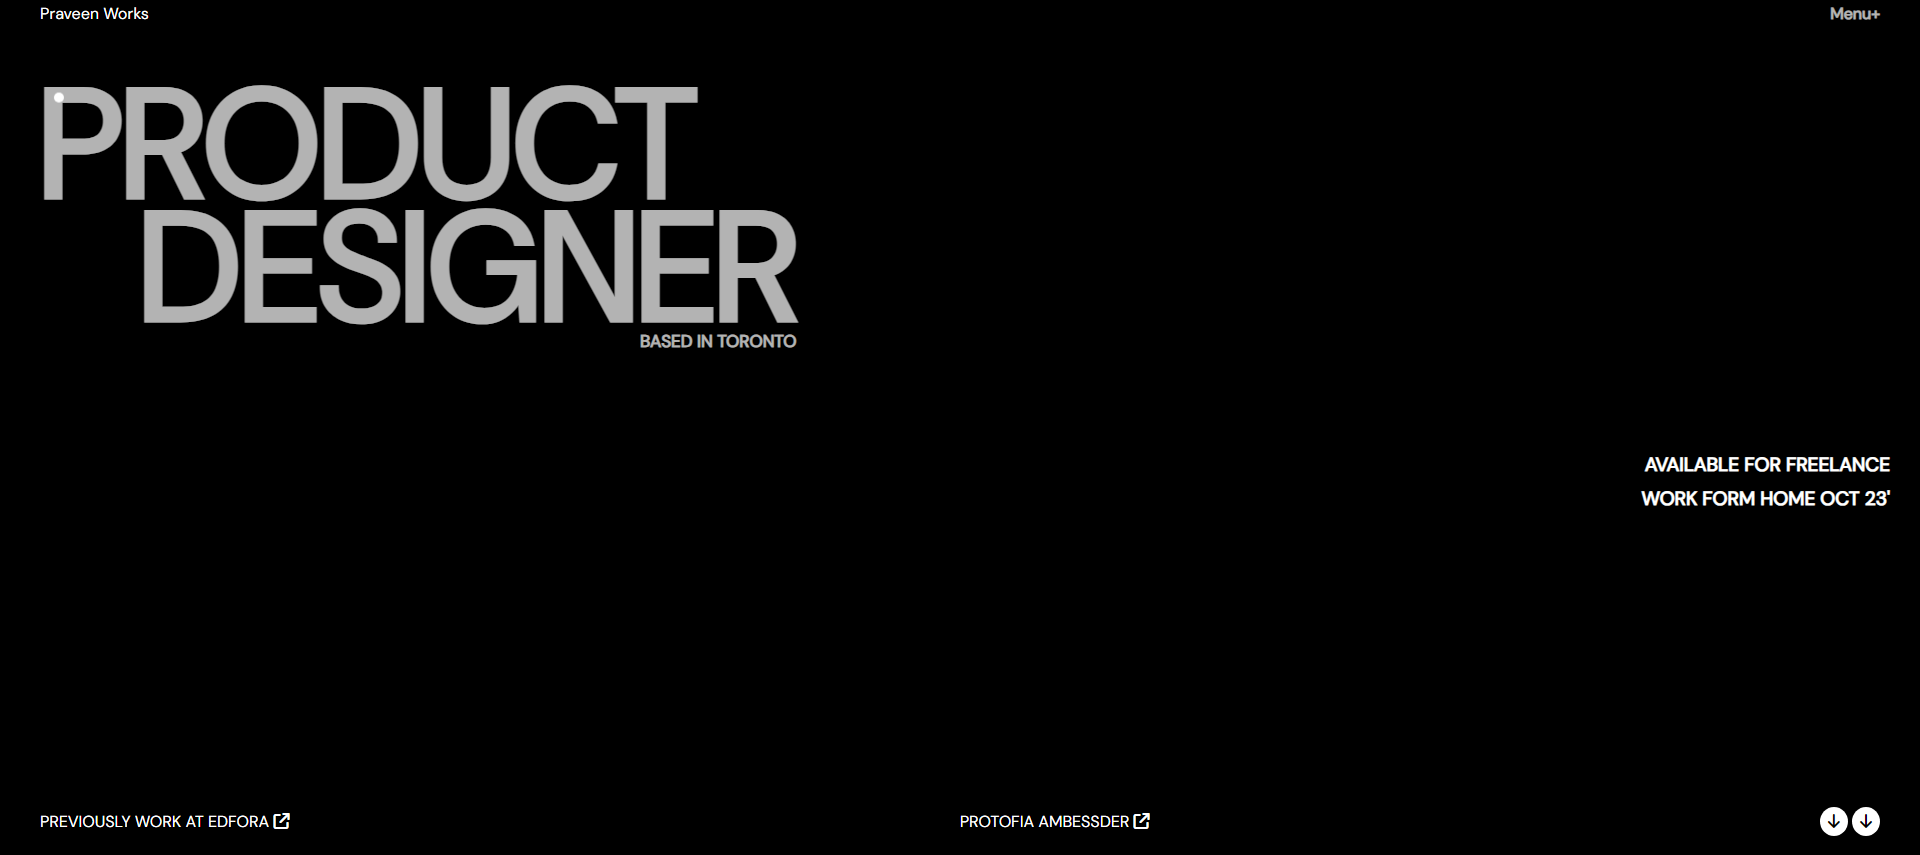 Praveen Works
Menu+
PRODUCT
DESIGNER
BASED IN TORONTO
AVAILABLE FOR FREELANCE
WORK FORM HOME OCT 23'
PREVIOUSLY WORK AT EDFORA
PROTOFIA AMBESSDER